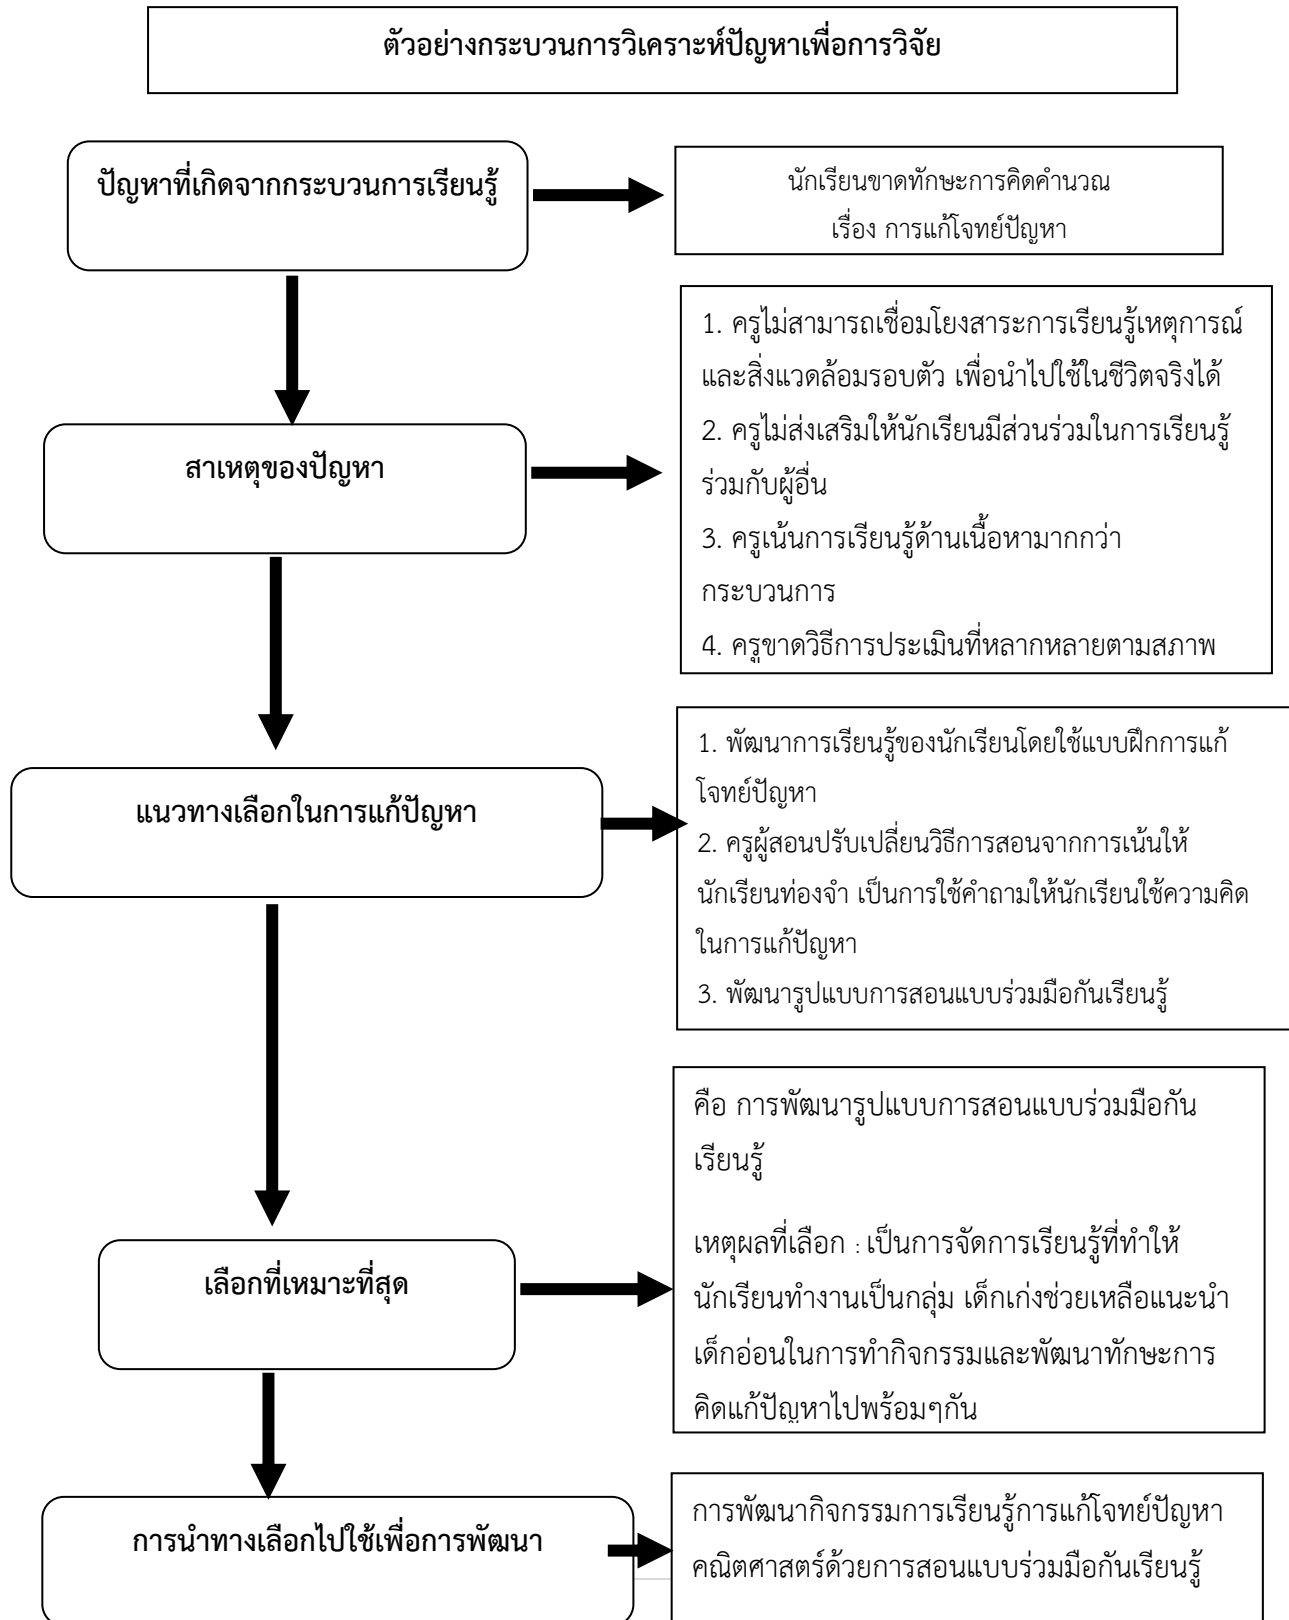 ตัวอย่างกระบวนการวิเคราะห์ปัญหาเพื่อการวิจัย
ปัญหาที่เกิดจากกระบวนการเรียนรู้
นักเรียนขาดทักษะการคิดคำนวณ
เรื่อง การแก้โจทย์ปัญหา
สาเหตุของปัญหา
1. ครูไม่สามารถเชื่อมโยงสาระการเรียนรู้เหตุการณ์
และสิ่งแวดล้อมรอบตัว เพื่อนำไปใช้ในชีวิตจริงได้
2. ครูไม่ส่งเสริมให้นักเรียนมีส่วนร่วมในการเรียนรู้
ร่วมกับผู้อื่น
3. ครูเน้นการเรียนรู้ด้านเนื้อหามากกว่า
กระบวนการ
4. ครูขาดวิธีการประเมินที่หลากหลายตามสภาพ
แนวทางเลือกในการแก้ปัญหา
1. พัฒนาการเรียนรู้ของนักเรียนโดยใช้แบบฝึกการแก้
โจทย์ปัญหา
2. ครูผู้สอนปรับเปลี่ยนวิธีการสอนจากการเน้นให้
นักเรียนท่องจำ เป็นการใช้คำถามให้นักเรียนใช้ความคิด
ในการแก้ปัญหา
3. พัฒนารูปแบบการสอนแบบร่วมมือกันเรียนรู้
เลือกที่เหมาะที่สุด
คือ การพัฒนารูปแบบการสอนแบบร่วมมือกัน
เรียนรู้
เหตุผลที่เลือก : เป็นการจัดการเรียนรู้ที่ทำให้
นักเรียนทำงานเป็นกลุ่ม เด็กเก่งช่วยเหลือแนะนำ
เด็กอ่อนในการทำกิจกรรมและพัฒนาทักษะการ
คิดแก้ปัญหาไปพร้อมๆกัน
การนำทางเลือกไปใช้เพื่อการพัฒนา
การพัฒนากิจกรรมการเรียนรู้การแก้โจทย์ปัญหา
คณิตศาสตร์ด้วยการสอนแบบร่วมมือกันเรียนรู้